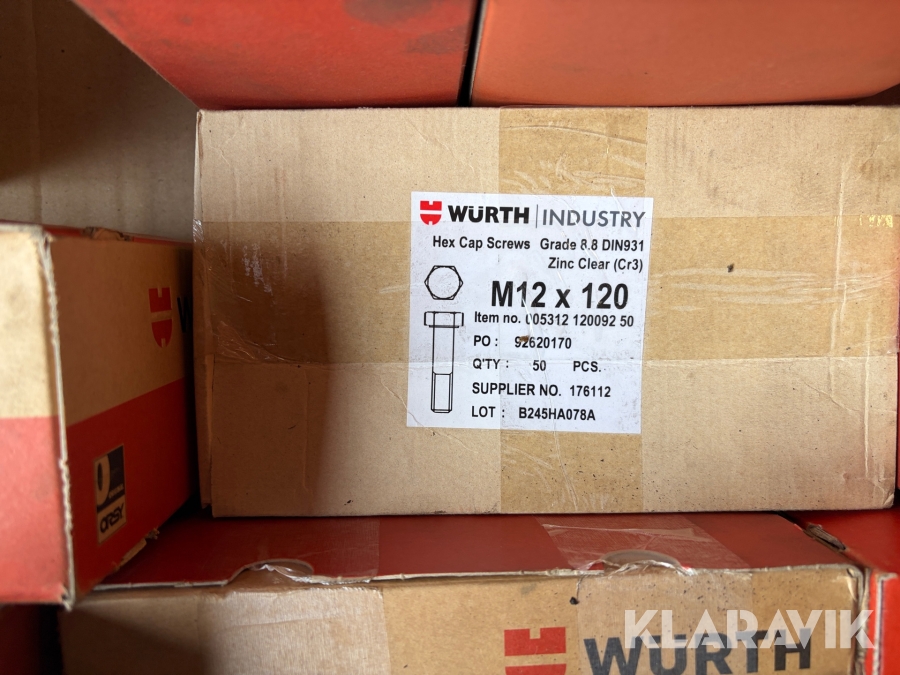 WÜRTH INDUSTRY
Hex Cap Screws Grade 8.8 DIN931
Zinc Clear (Cr3)
M12 x 120
Item no. 005312 120092 50
PO : 92620170
Q'TY : 50 PCS.
SUPPLIER NO. 176112
LOT : B245HA078A
W
ORSY
WÜRTH
KLARAVIK